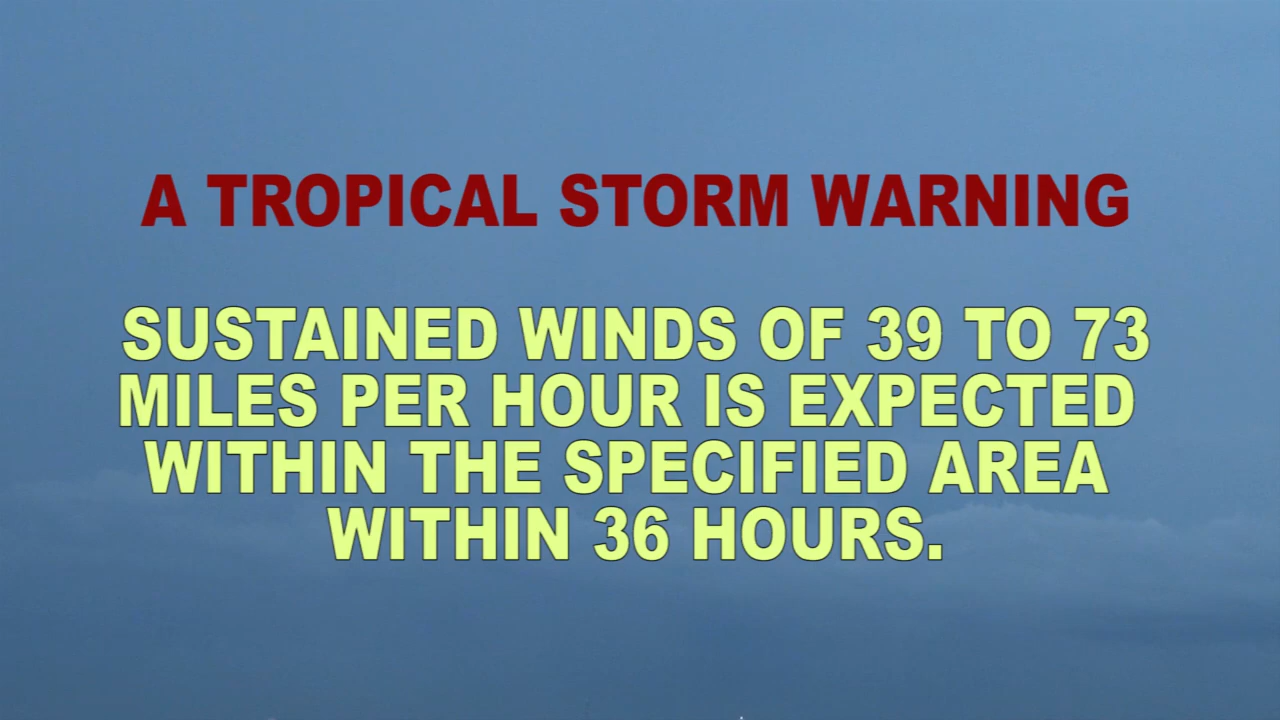 A TROPICAL STORM WARNING
SUSTAINED WINDS OF 39 TO 73
MILES PER HOUR IS EXPECTED
WITHIN THE SPECIFIED AREA
WITHIN 36 HOURS.